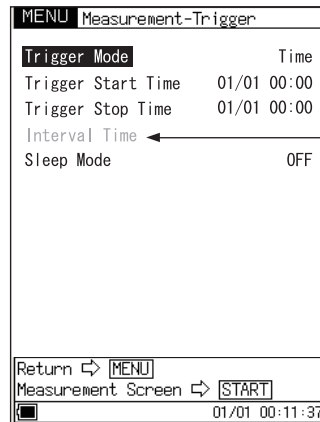 MENU Measurement-Trigger
Trigger Mode Time
Trigger Start Time 01/01 00:00
Trigger Stop Time 01/01 00:00
Interval Time
Sleep Mode OFF
Return ⇨ MENU
Measurement Screen ⇨ START
01/01 00:11:37